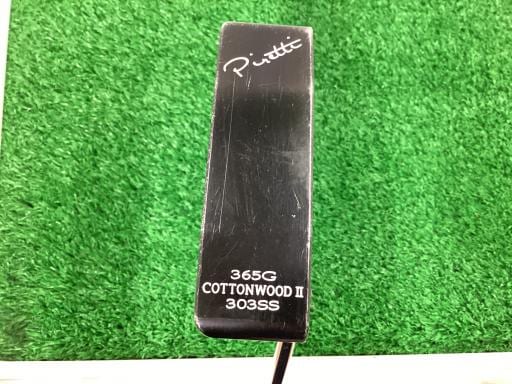 Piretti
365G
COTTONWOOD II
303SS